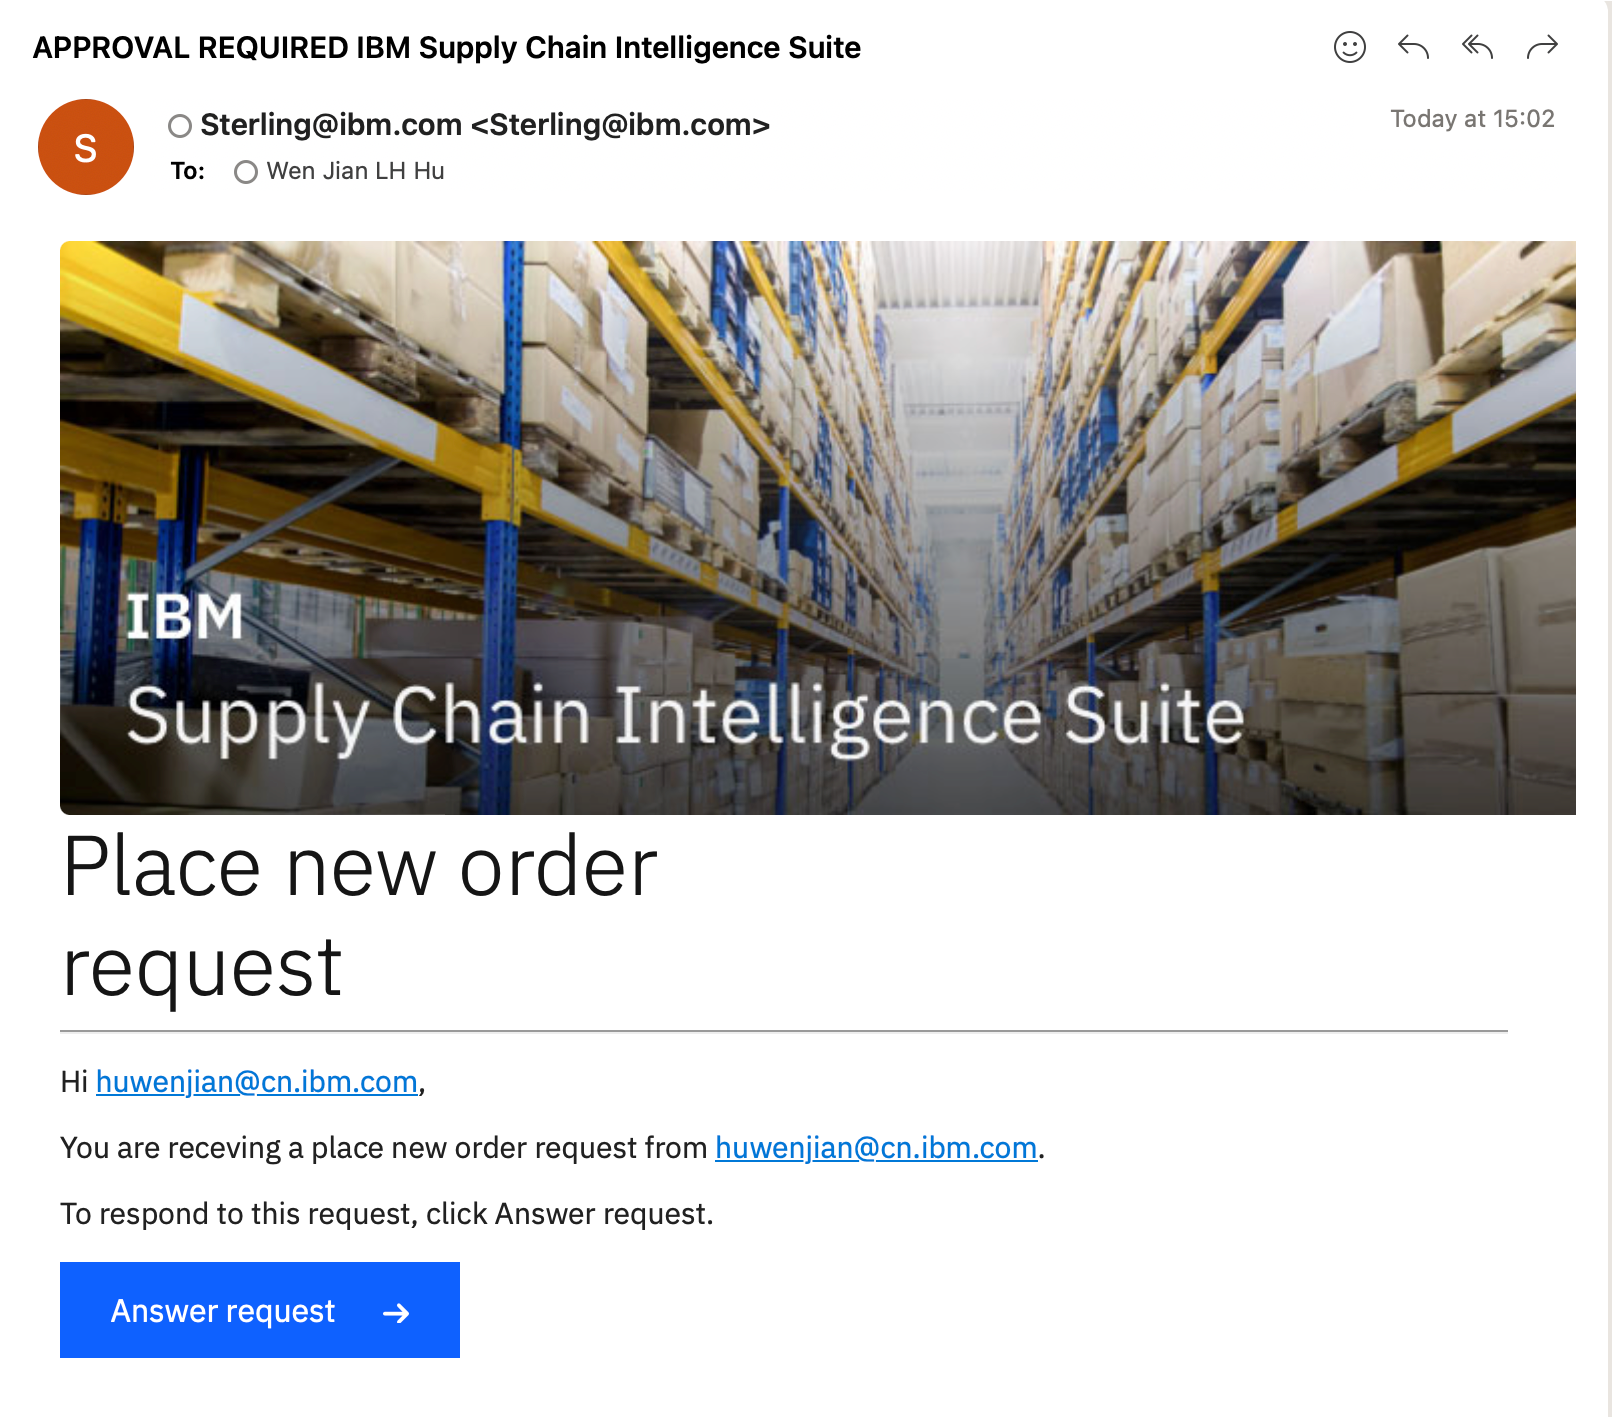 APPROVAL REQUIRED IBM Supply Chain Intelligence Suite
S
Sterling@ibm.com <Sterling@ibm.com>
Today at 15:02
To: Wen Jian LH Hu
IBM
Supply Chain Intelligence Suite
Place new order
request
Hi huwenjian@cn.ibm.com,
You are receving a place new order request from huwenjian@cn.ibm.com.
To respond to this request, click Answer request.
Answer request →